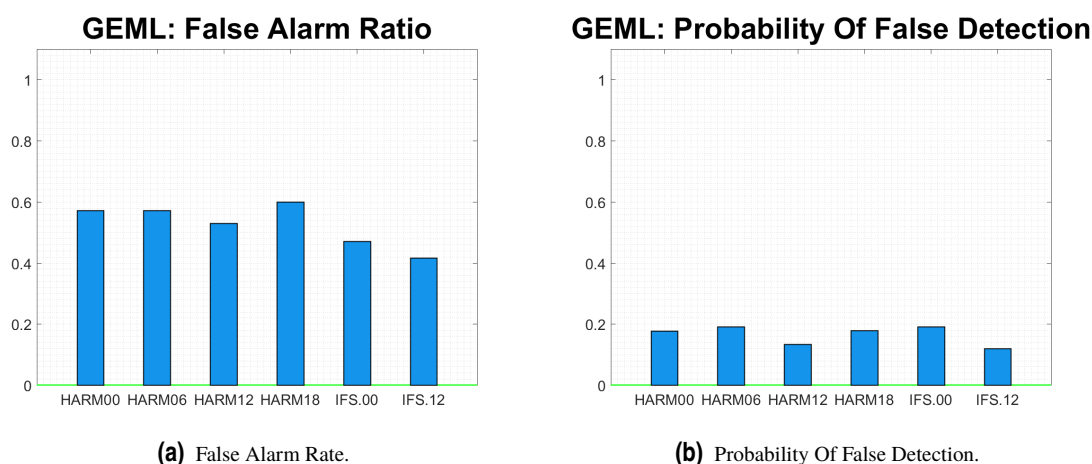 GEML: False Alarm Ratio
1
0.8
0.6
0.4
0.2
0
HARM00 HARM06 HARM12 HARM18 IFS.00 IFS.12
(a) False Alarm Rate.
GEML: Probability Of False Detection
1
0.8
0.6
0.4
0.2
0
HARM00 HARM06 HARM12 HARM18 IFS.00 IFS.12
(b) Probability Of False Detection.